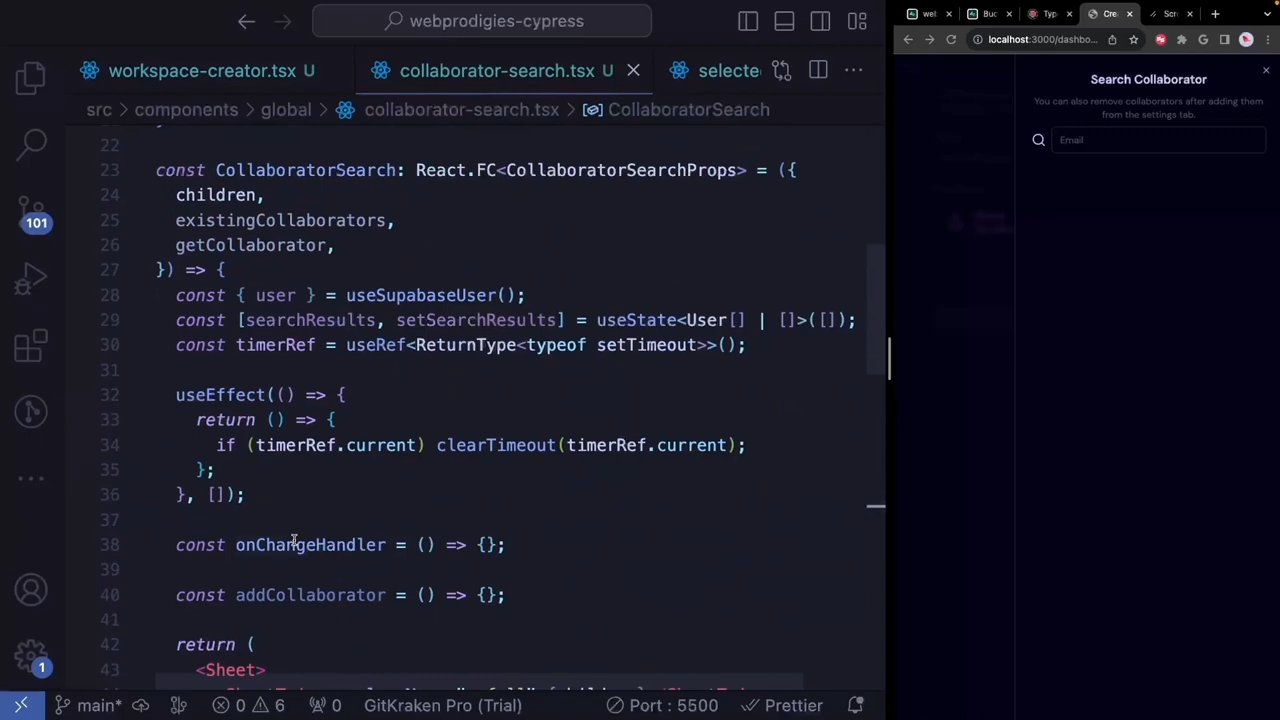 webprodigies-cypress
workspace-creator.tsx U
collaborator-search.tsx U
selecte
src > components > global > collaborator-search.tsx > CollaboratorSearch
22
23 const CollaboratorSearch: React.FC<CollaboratorSearchProps> = ({
24 children,
25 existingCollaborators,
26 getCollaborator,
27 }) => {
28 const { user } = useSupabaseUser();
29 const [searchResults, setSearchResults] = useState<User[] | []>([]);
30 const timerRef = useRef<ReturnType<typeof setTimeout>>();
31
32 useEffect(() => {
33 return () => {
34 if (timerRef.current) clearTimeout(timerRef.current);
35 };
36 }, []);
37
38 const onChangeHandler = () => {};
39
40 const addCollaborator = () => {};
41
42 return (
43 <Sheet>
101
1
main*
0 6
0
GitKraken Pro (Trial)
Port : 5500
Prettier
web
Buc
Typ
Cre
Scr
localhost:3000/dashbo...
Search Collaborator
You can also remove collaborators after adding them
from the settings tab.
Email